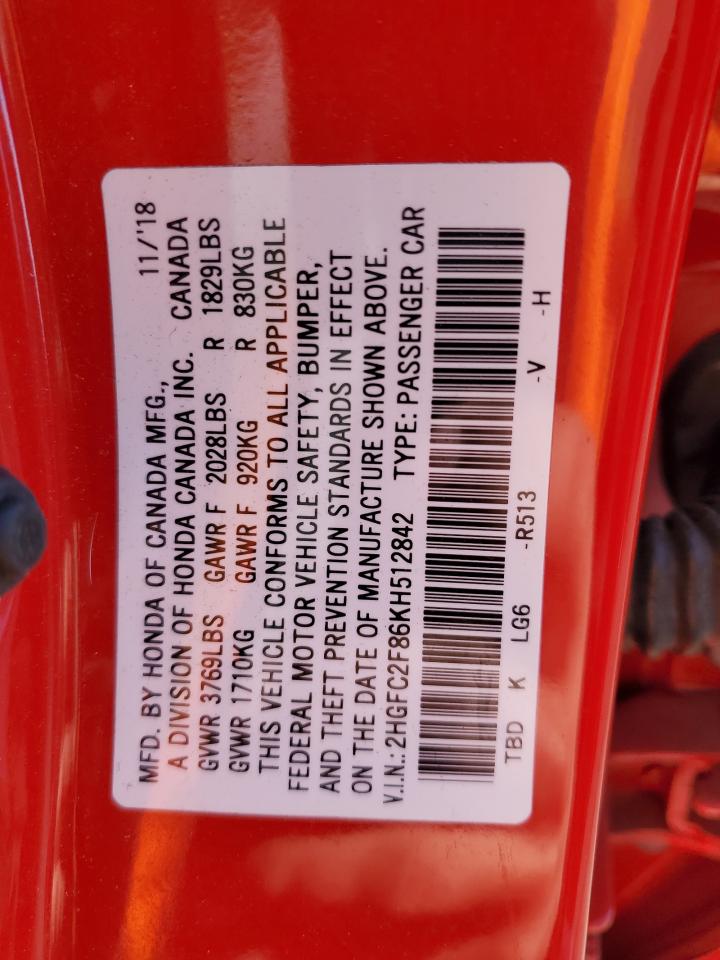 MFD. BY HONDA OF CANADA MFG., 11/'18
A DIVISION OF HONDA CANADA INC. CANADA
GVWR 3769LBS GAWR F 2028LBS R 1829LBS
GVWR 1710KG GAWR F 920KG R 830KG
THIS VEHICLE CONFORMS TO ALL APPLICABLE
FEDERAL MOTOR VEHICLE SAFETY, BUMPER,
AND THEFT PREVENTION STANDARDS IN EFFECT
ON THE DATE OF MANUFACTURE SHOWN ABOVE.
V.I.N.: 2HGFC2F86KH512842 TYPE: PASSENGER CAR
TBD K LG6 -R513 -V -H